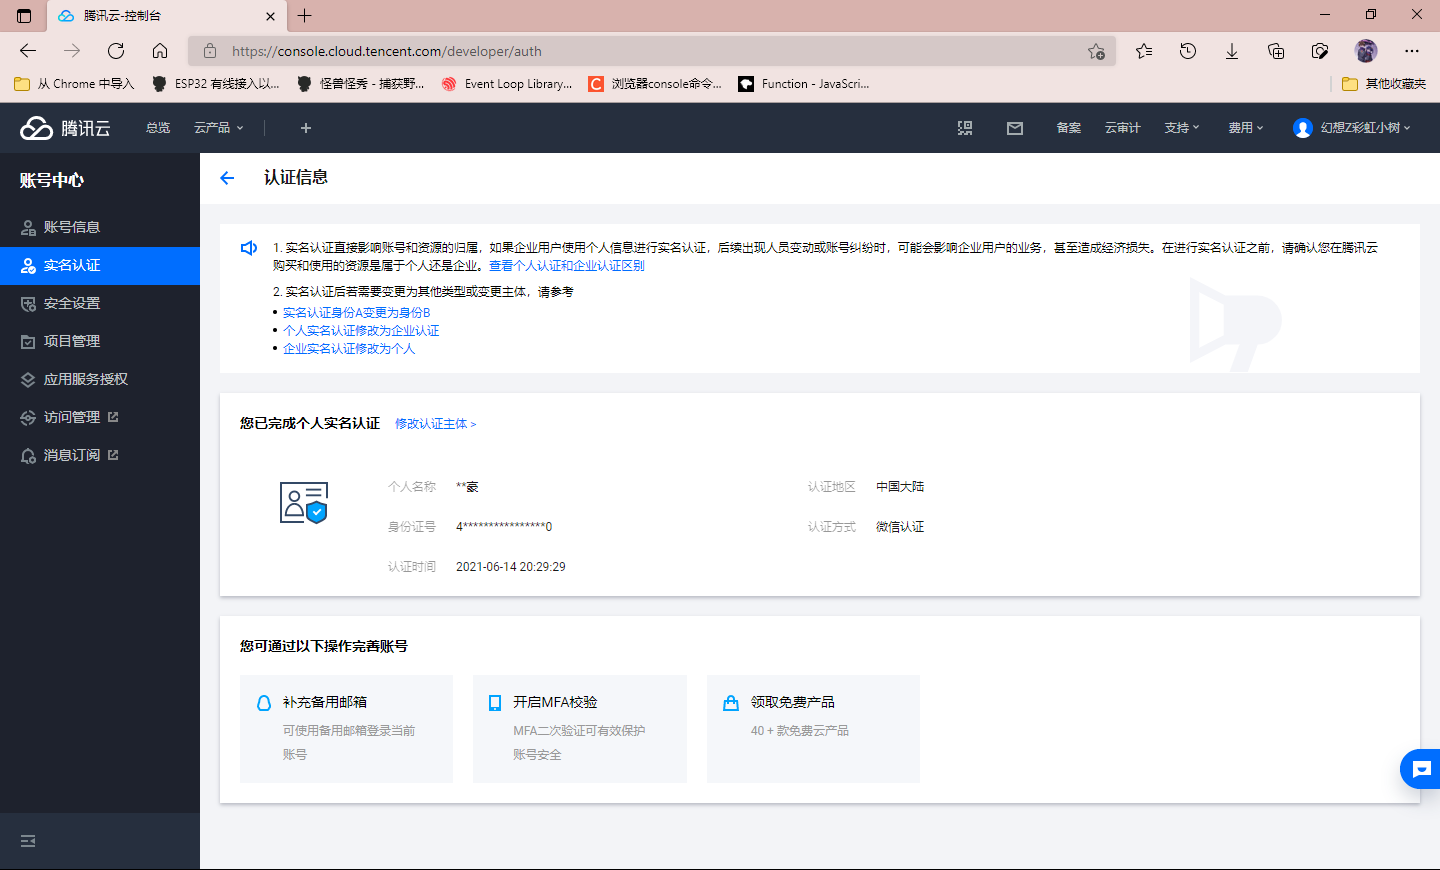 腾讯云-控制台
https://console.cloud.tencent.com/developer/auth
从 Chrome 中导入
ESP32 有线接入以...
怪兽怪秀 - 捕获野...
Event Loop Library...
浏览器console命令...
Function - JavaScri...
其他收藏夹
腾讯云
总览
云产品
备案
云审计
支持
费用
幻想Z彩虹小树
账号中心
账号信息
实名认证
安全设置
项目管理
应用服务授权
访问管理
消息订阅
认证信息
1. 实名认证直接影响账号和资源的归属，如果企业用户使用个人信息进行实名认证，后续出现人员变动或账号纠纷时，可能会影响企业用户的业务，甚至造成经济损失。在进行实名认证之前，请确认您在腾讯云
购买和使用的资源是属于个人还是企业。查看个人认证和企业认证区别
2. 实名认证后若需要变更为其他类型或变更主体，请参考
• 实名认证身份A变更为身份B
• 个人实名认证修改为企业认证
• 企业实名认证修改为个人
您已完成个人实名认证 修改认证主体 >
个人名称 **豪
认证地区 中国大陆
身份证号 4****************0
认证方式 微信认证
认证时间 2021-06-14 20:29:29
您可通过以下操作完善账号
补充备用邮箱
可使用备用邮箱登录当前
账号
开启MFA校验
MFA二次验证可有效保护
账号安全
领取免费产品
40 + 款免费云产品